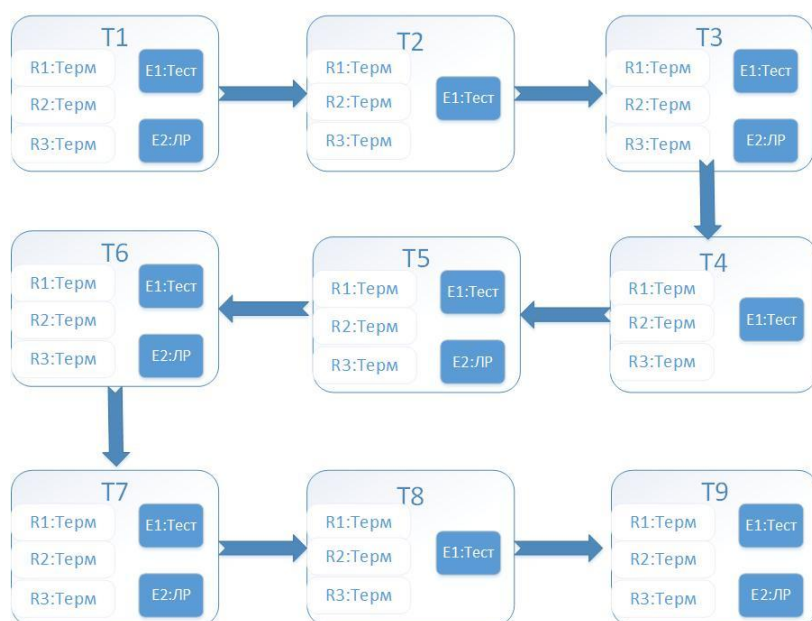 T1
R1:Терм
R2:Терм
R3:Терм
E1:Тест
E2:ЛР
T2
R1:Терм
R2:Терм
R3:Терм
E1:Тест
T3
R1:Терм
R2:Терм
R3:Терм
E1:Тест
E2:ЛР
T4
R1:Терм
R2:Терм
R3:Терм
E1:Тест
T5
R1:Терм
R2:Терм
R3:Терм
E1:Тест
E2:ЛР
T6
R1:Терм
R2:Терм
R3:Терм
E1:Тест
E2:ЛР
T7
R1:Терм
R2:Терм
R3:Терм
E1:Тест
E2:ЛР
T8
R1:Терм
R2:Терм
R3:Терм
E1:Тест
T9
R1:Терм
R2:Терм
R3:Терм
E1:Тест
E2:ЛР